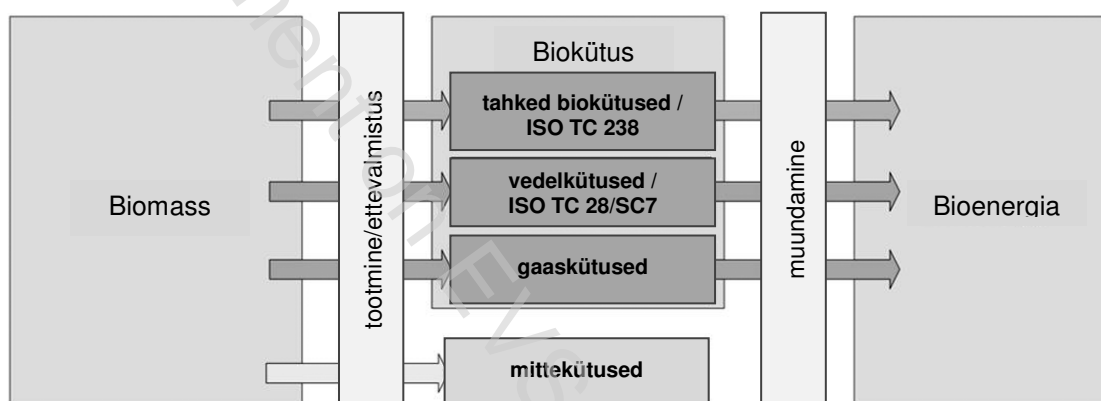 Biomass
tootmine/ettevalmistus
Biokütus
tahked biokütused /
ISO TC 238
vedelkütused /
ISO TC 28/SC7
gaaskütused
mittekütused
muundamine
Bioenergia